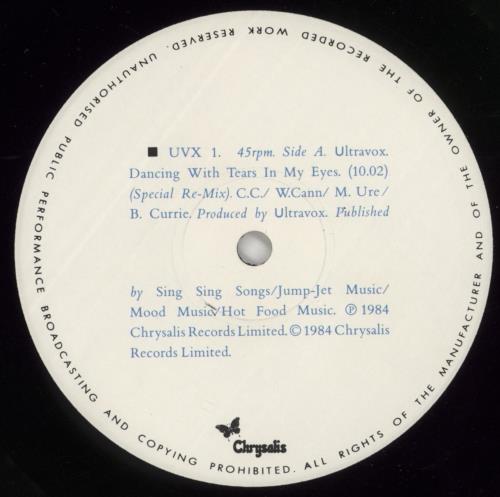 ■ UVX 1. 45rpm. Side A. Ultravox.
Dancing With Tears In My Eyes. (10.02)
(Special Re-Mix). C.C./ W.Cann/ M. Ure/
B. Currie. Produced by Ultravox. Published
by Sing Sing Songs/Jump-Jet Music/
Mood Music/Hot Food Music. ℗ 1984
Chrysalis Records Limited. © 1984 Chrysalis
Records Limited.
Chrysalis
ALL RIGHTS OF THE MANUFACTURER AND OF THE OWNER OF THE RECORDED WORK RESERVED. UNAUTHORISED PUBLIC PERFORMANCE BROADCASTING AND COPYING PROHIBITED.